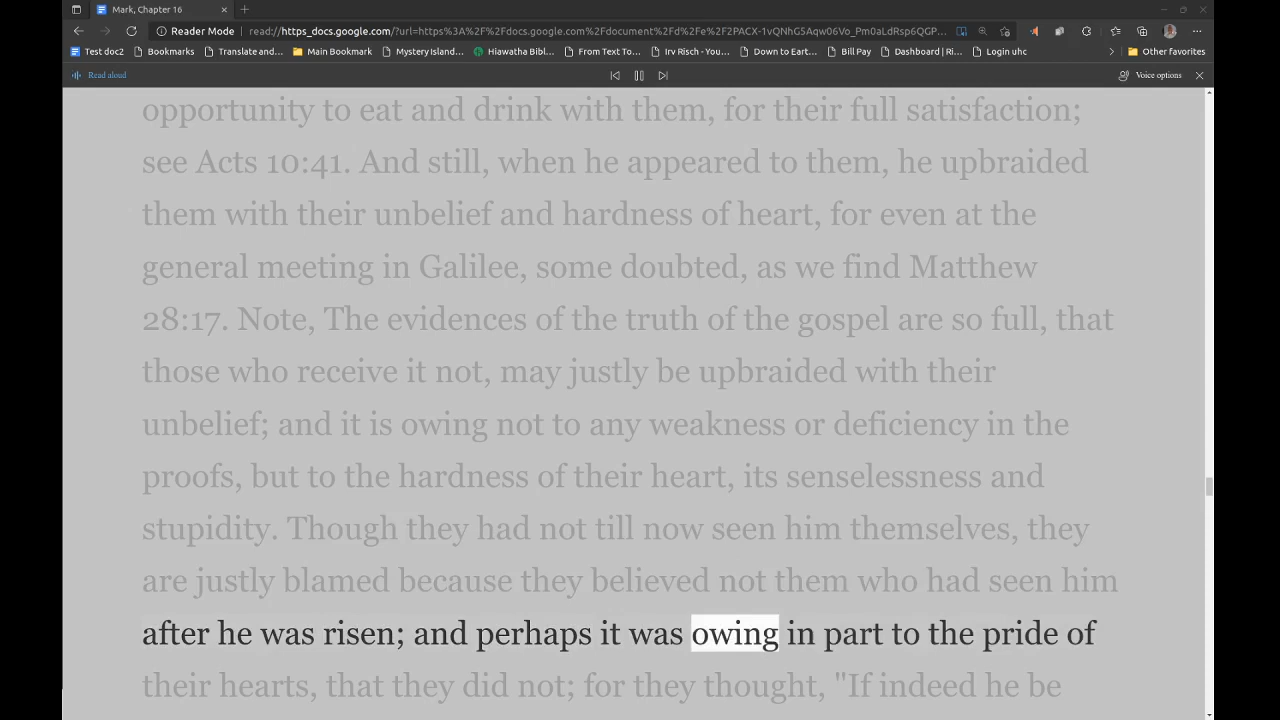 Mark, Chapter 16
Reader Mode
read://https_docs.google.com/?url=https%3A%2F%2Fdocs.google.com%2Fdocument%2Fd%2Fe%2F2PACX-1vQNhG5Aqw06Vo_Pm0aLdRsp6QGP...
Test doc2
Bookmarks
Translate and...
Main Bookmark
Mystery Island...
Hiawatha Bibl...
From Text To...
Irv Risch - You...
Down to Eart...
Bill Pay
Dashboard | Ri...
Login uhc
Other favorites
Read aloud
Voice options
opportunity to eat and drink with them, for their full satisfaction;
see Acts 10:41. And still, when he appeared to them, he upbraided
them with their unbelief and hardness of heart, for even at the
general meeting in Galilee, some doubted, as we find Matthew
28:17. Note, The evidences of the truth of the gospel are so full, that
those who receive it not, may justly be upbraided with their
unbelief; and it is owing not to any weakness or deficiency in the
proofs, but to the hardness of their heart, its senselessness and
stupidity. Though they had not till now seen him themselves, they
are justly blamed because they believed not them who had seen him
after he was risen; and perhaps it was owing in part to the pride of
their hearts, that they did not; for they thought, "If indeed he be